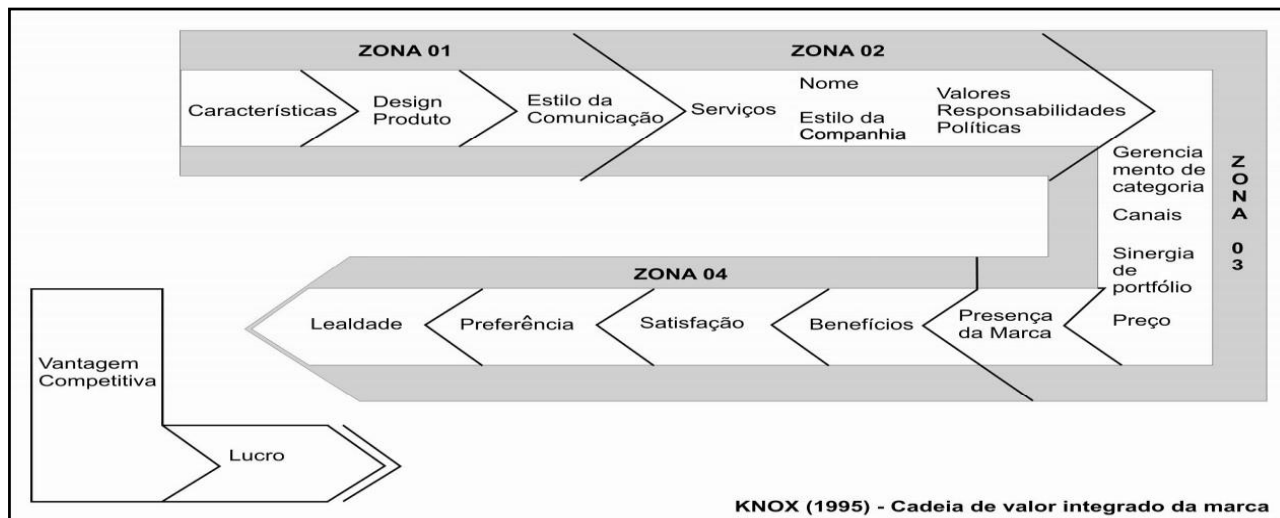 ZONA 01
ZONA 02
Características
Design
Produto
Estilo da
Comunicação
Serviços
Nome
Estilo da
Companhia
Valores
Responsabilidades
Políticas
ZONA 03
Gerencia
mento de
categoria
Canais
Sinergia
de
portfólio
Preço
ZONA 04
Presença
da Marca
Benefícios
Satisfação
Preferência
Lealdade
Vantagem
Competitiva
Lucro
KNOX (1995) - Cadeia de valor integrado da marca